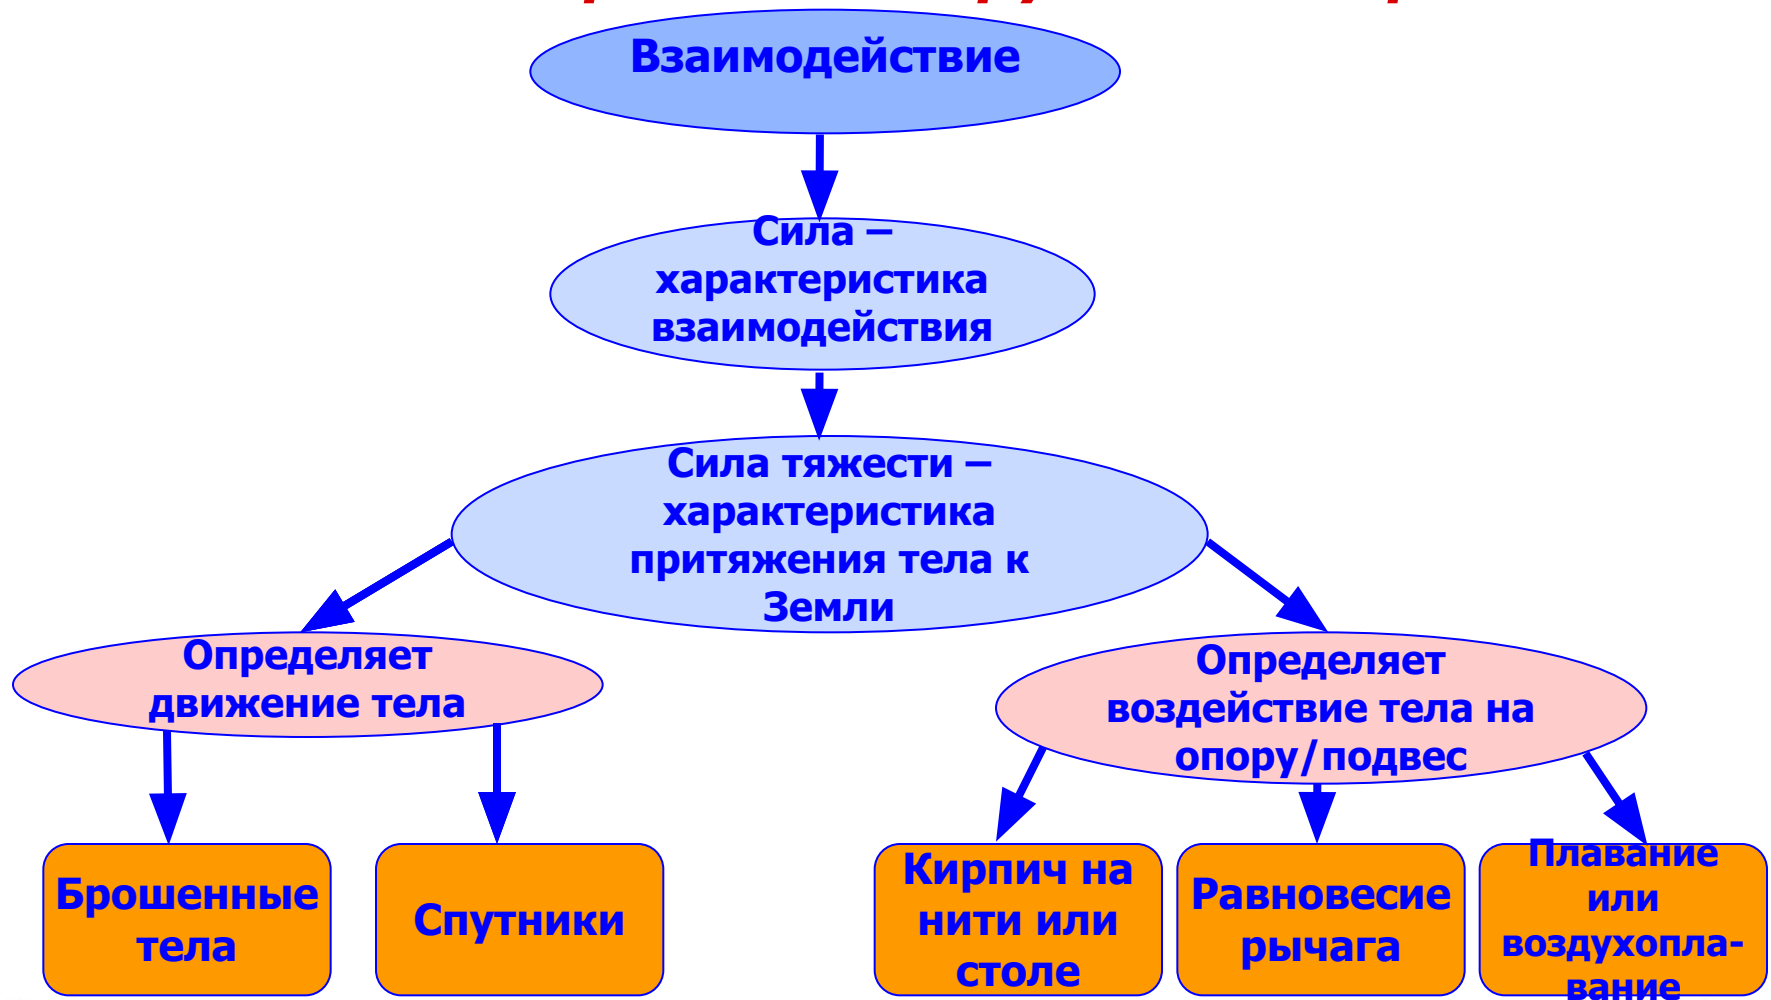 Взаимодействие
Сила –
характеристика
взаимодействия
Сила тяжести –
характеристика
притяжения тела к
Земли
Определяет
движение тела
Определяет
воздействие тела на
опору/подвес
Брошенные
тела
Спутники
Кирпич на
нити или
столе
Равновесие
рычага
Плавание
или
воздухопла-
вание